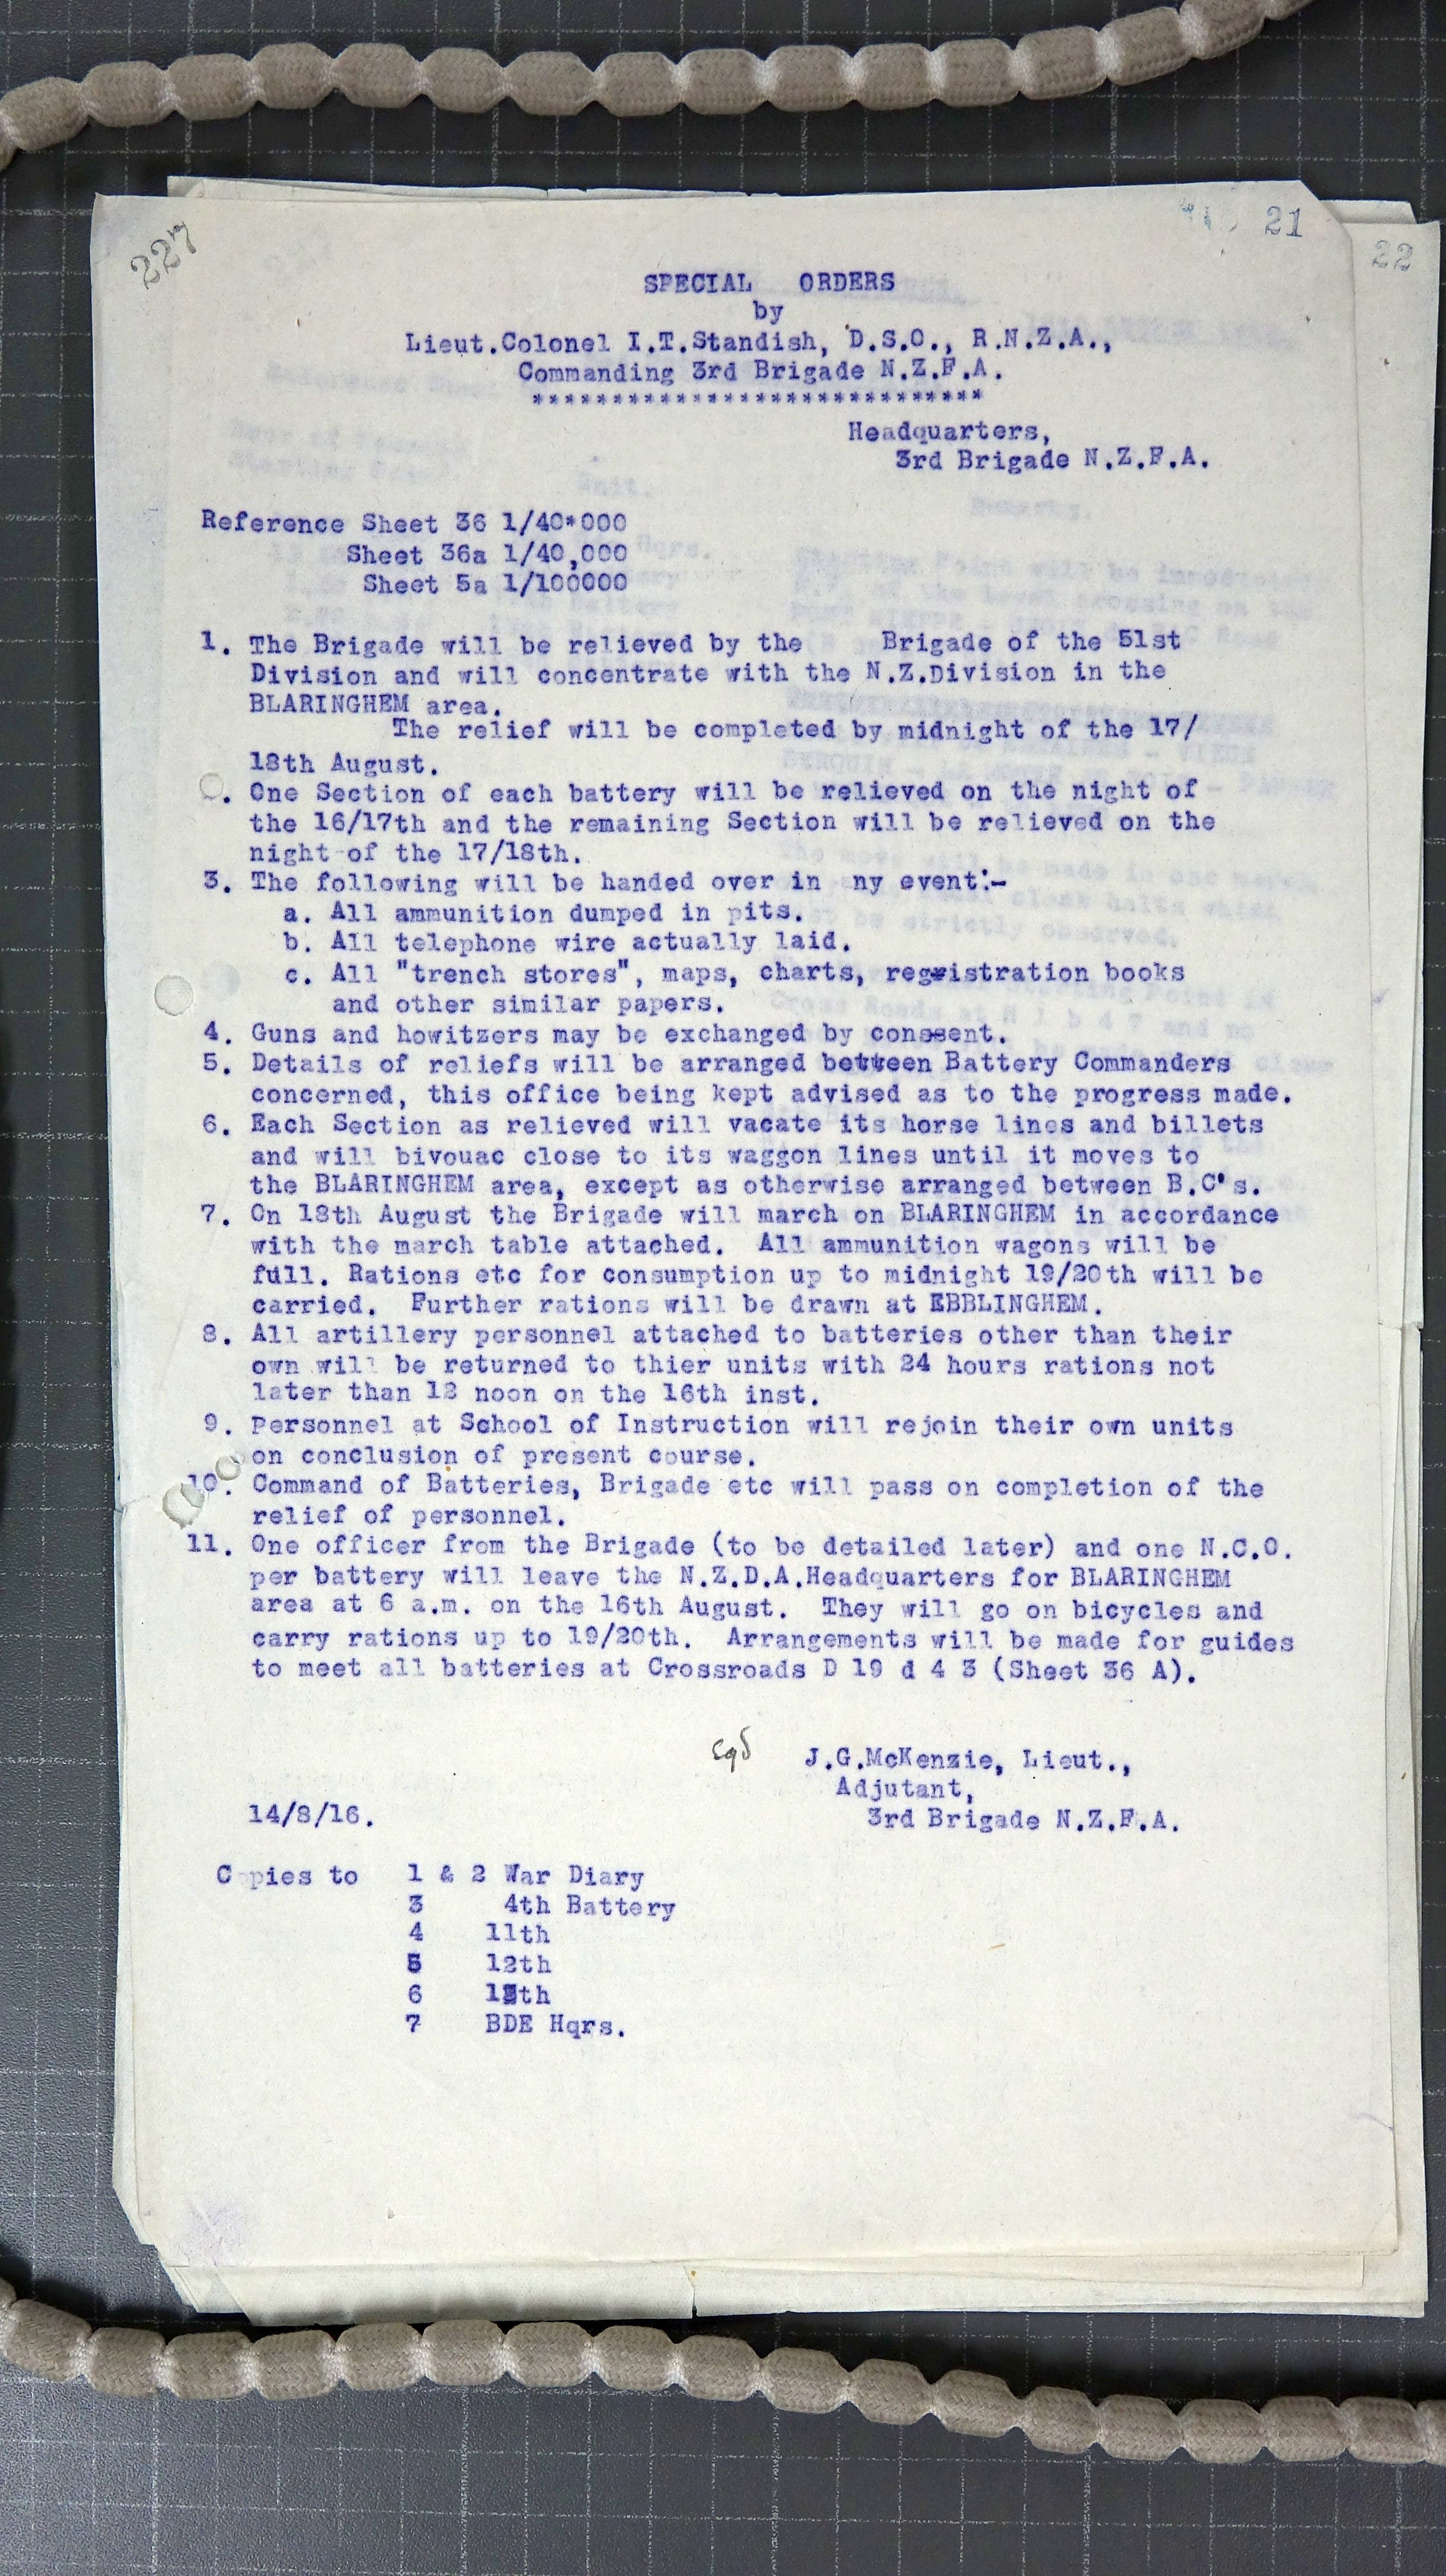 227
21
22
SPECIAL ORDERS
by
Lieut.Colonel I.T.Standish, D.S.O., R.N.Z.A.,
Commanding 3rd Brigade N.Z.F.A.
****************************
Headquarters,
3rd Brigade N.Z.F.A.
Reference Sheet 36 1/40*000
Sheet 36a 1/40,000
Sheet 5a 1/100000
1. The Brigade will be relieved by the Brigade of the 51st
Division and will concentrate with the N.Z.Division in the
BLARINGHEM area.
The relief will be completed by midnight of the 17/
18th August.
. One Section of each battery will be relieved on the night of
the 16/17th and the remaining Section will be relieved on the
night of the 17/18th.
3. The following will be handed over in ny event:-
a. All ammunition dumped in pits.
b. All telephone wire actually laid.
c. All "trench stores", maps, charts, registration books
and other similar papers.
4. Guns and howitzers may be exchanged by consent.
5. Details of reliefs will be arranged between Battery Commanders
concerned, this office being kept advised as to the progress made.
6. Each Section as relieved will vacate its horse lines and billets
and will bivouac close to its waggon lines until it moves to
the BLARINGHEM area, except as otherwise arranged between B.C's.
7. On 18th August the Brigade will march on BLARINGHEM in accordance
with the march table attached. All ammunition wagons will be
full. Rations etc for consumption up to midnight 19/20th will be
carried. Further rations will be drawn at EBBLINGHEM.
8. All artillery personnel attached to batteries other than their
own will be returned to thier units with 24 hours rations not
later than 12 noon on the 16th inst.
9. Personnel at School of Instruction will rejoin their own units
on conclusion of present course.
10. Command of Batteries, Brigade etc will pass on completion of the
relief of personnel.
11. One officer from the Brigade (to be detailed later) and one N.C.O.
per battery will leave the N.Z.D.A.Headquarters for BLARINGHEM
area at 6 a.m. on the 16th August. They will go on bicycles and
carry rations up to 19/20th. Arrangements will be made for guides
to meet all batteries at Crossroads D 19 d 4 3 (Sheet 36 A).
Sgd J.G.McKenzie, Lieut.,
Adjutant,
14/8/16. 3rd Brigade N.Z.F.A.
C pies to 1 & 2 War Diary
3 4th Battery
4 11th
5 12th
6
7 BDE Hqrs.